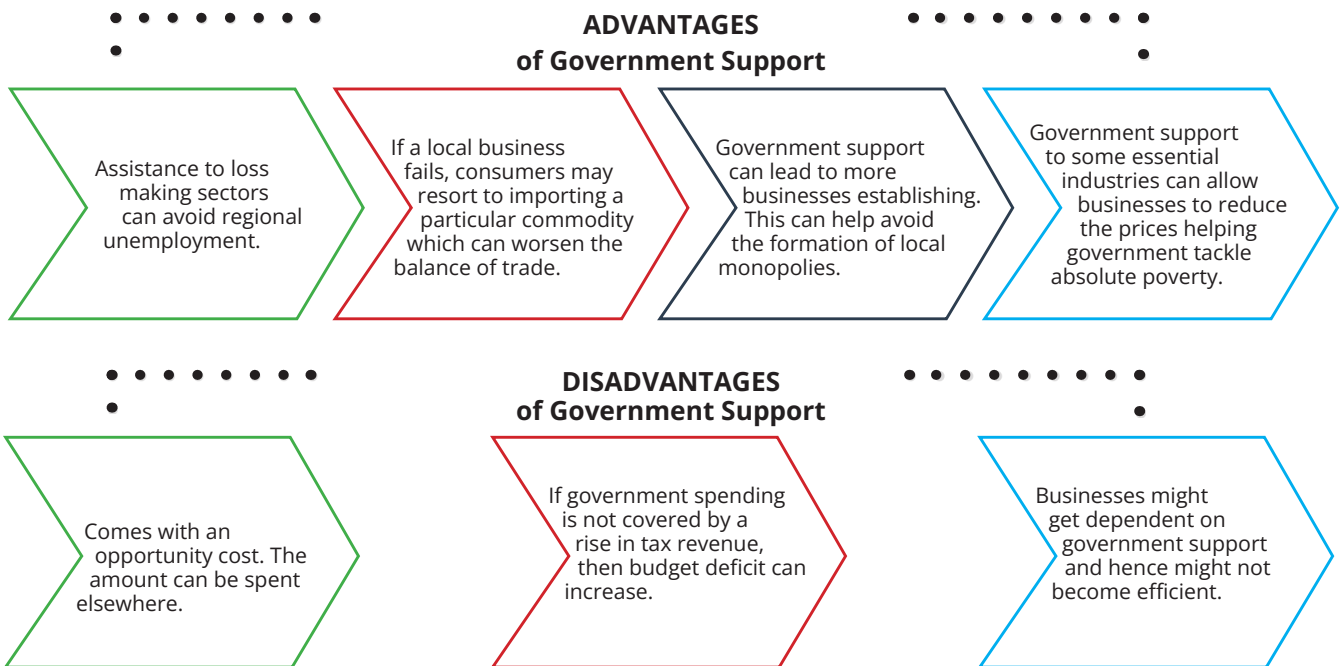 ADVANTAGES
of Government Support
Assistance to loss
making sectors
can avoid regional
unemployment.
If a local business
fails, consumers may
resort to importing a
particular commodity
which can worsen the
balance of trade.
Government support
can lead to more
businesses establishing.
This can help avoid
the formation of local
monopolies.
Government support
to some essential
industries can allow
businesses to reduce
the prices helping
government tackle
absolute poverty.
DISADVANTAGES
of Government Support
Comes with an
opportunity cost. The
amount can be spent
elsewhere.
If government spending
is not covered by a
rise in tax revenue,
then budget deficit can
increase.
Businesses might
get dependent on
government support
and hence might not
become efficient.